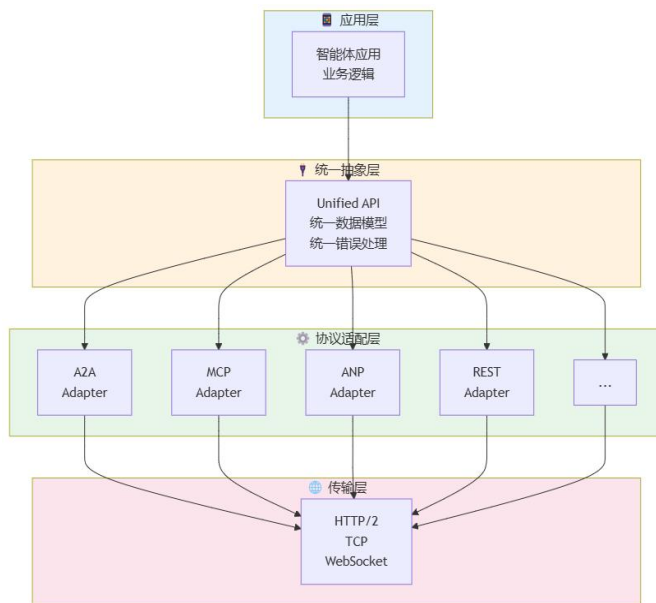 应用层
智能体应用
业务逻辑
统一抽象层
Unified API
统一数据模型
统一错误处理
协议适配层
A2A
Adapter
MCP
Adapter
ANP
Adapter
REST
Adapter
...
传输层
HTTP/2
TCP
WebSocket